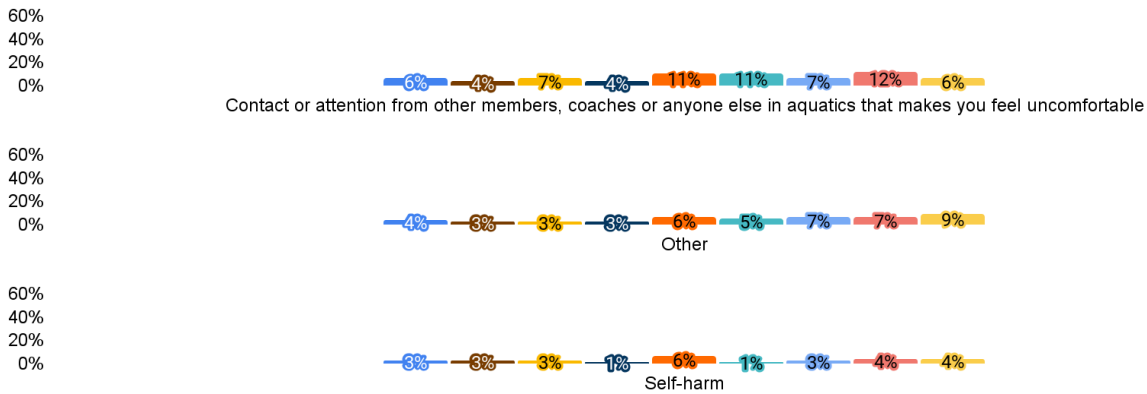 60%
40%
20%
0%
6% 4% 7% 4% 11% 11% 7% 12% 6%
Contact or attention from other members, coaches or anyone else in aquatics that makes you feel uncomfortable
60%
40%
20%
0%
4% 3% 3% 3% 6% 5% 7% 7% 9%
Other
60%
40%
20%
0%
3% 3% 3% 1% 6% 1% 3% 4% 4%
Self-harm